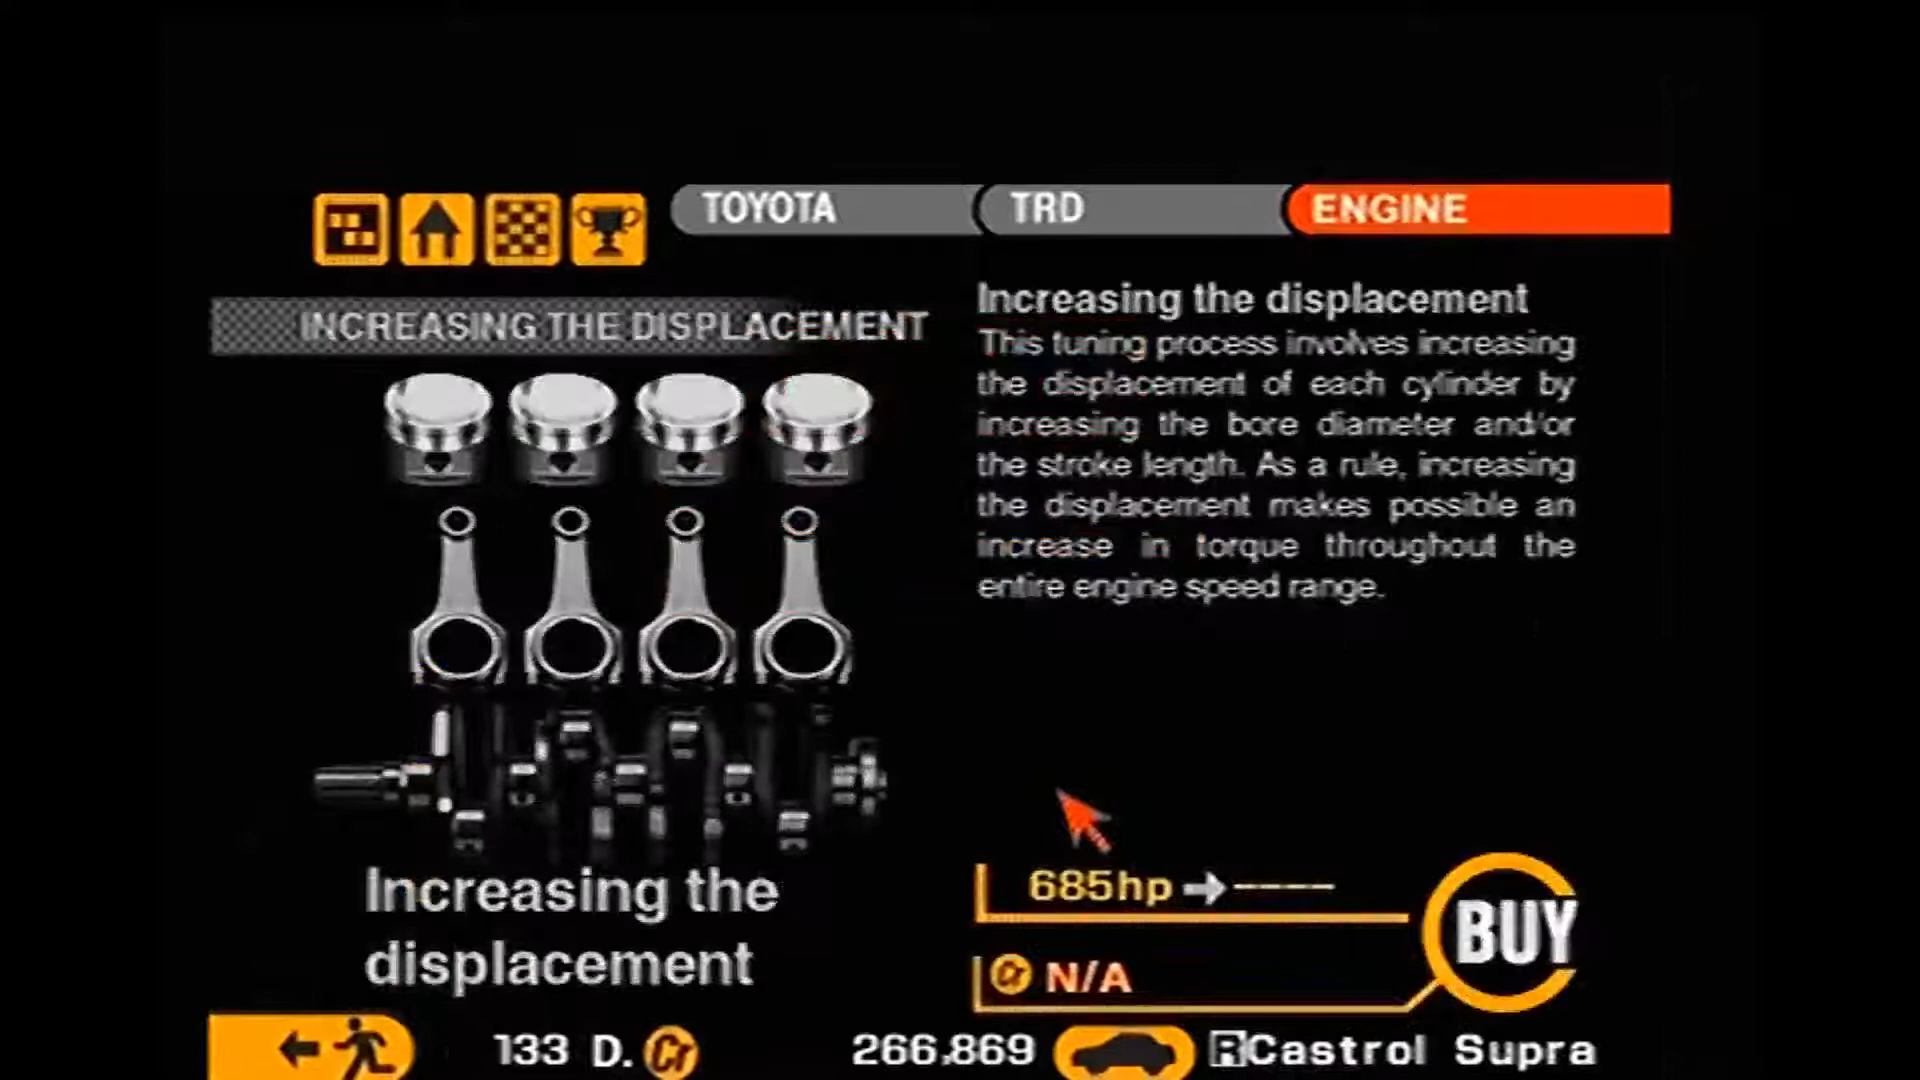 TOYOTA
TRD
ENGINE
INCREASING THE DISPLACEMENT
Increasing the displacement
This tuning process involves increasing
the displacement of each cylinder by
increasing the bore diameter and/or
the stroke length. As a rule, increasing
the displacement makes possible an
increase in torque throughout the
entire engine speed range.
Increasing the
displacement
685hp ➔ -----
Cr N/A
BUY
133 D. Cr 266,869
R Castrol Supra